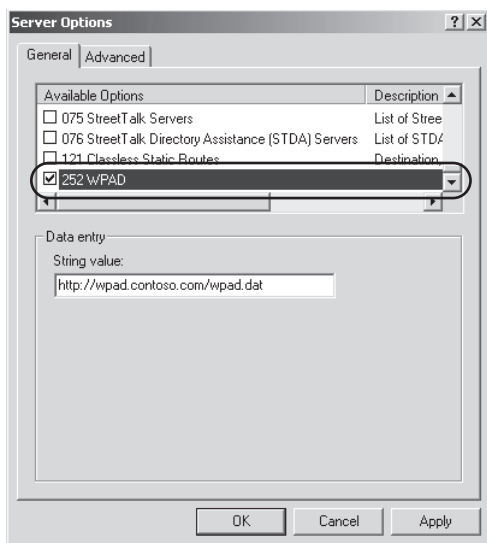 Server Options
General
Advanced
Available Options
Description
075 StreetTalk Servers
List of Stree
076 StreetTalk Directory Assistance (STDA) Servers
List of STDA
121 Classless Static Routes
Destination,
252 WPAD
Data entry
String value:
http://wpad.contoso.com/wpad.dat
OK
Cancel
Apply